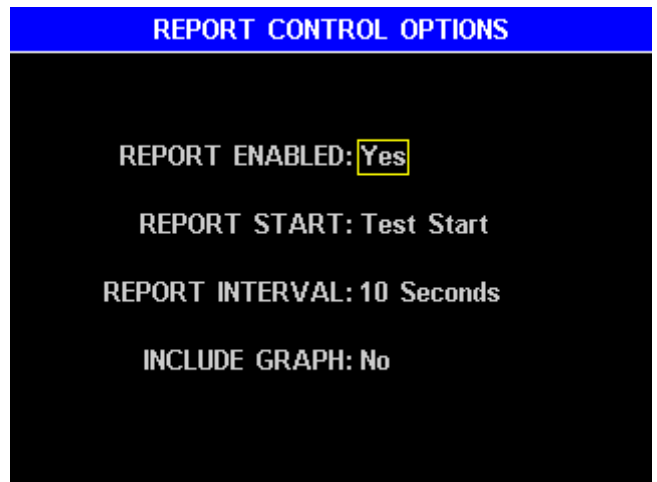 REPORT CONTROL OPTIONS
REPORT ENABLED: Yes
REPORT START: Test Start
REPORT INTERVAL: 10 Seconds
INCLUDE GRAPH: No